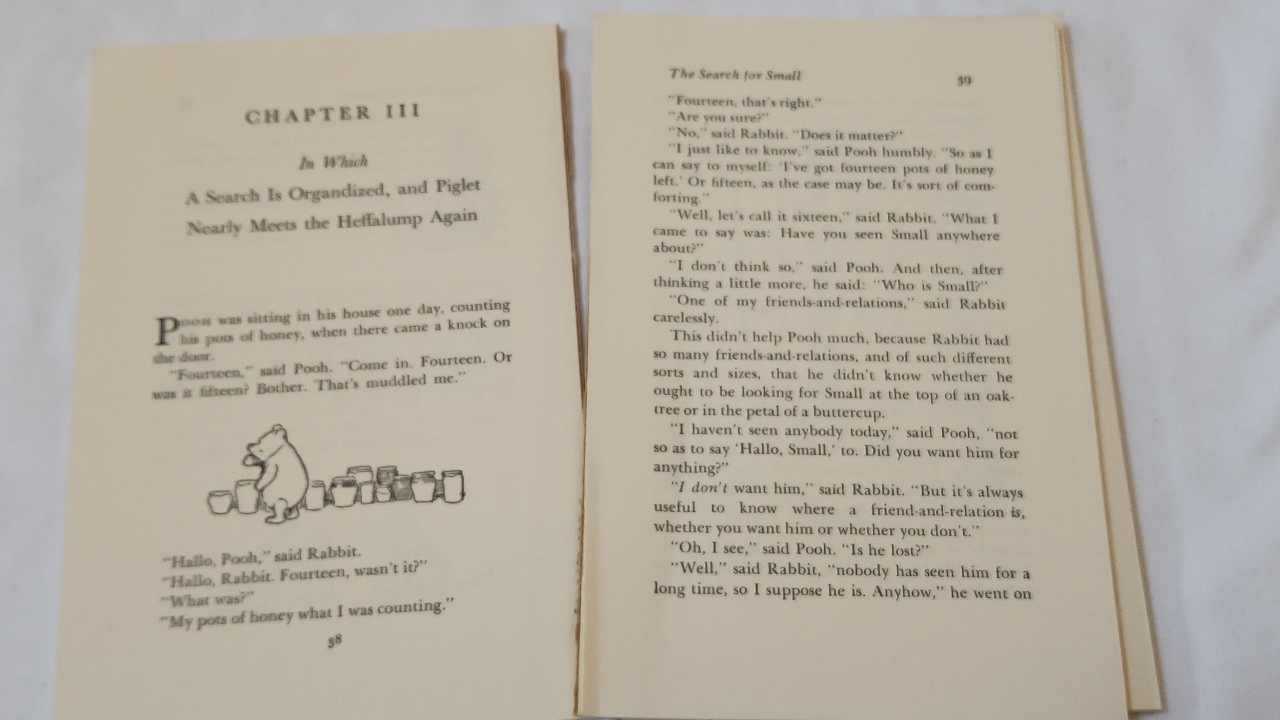 CHAPTER III
In Which
A Search Is Organdized, and Piglet
Nearly Meets the Heffalump Again
POOH was sitting in his house one day, counting
his pots of honey, when there came a knock on
the door.
"Fourteen," said Pooh. "Come in. Fourteen. Or
was it fifteen? Bother. That's muddled me."
"Hallo, Pooh," said Rabbit.
"Hallo, Rabbit. Fourteen, wasn't it?"
"What was?"
"My pots of honey what I was counting."
38
The Search for Small
39
"Fourteen, that's right."
"Are you sure?"
"No," said Rabbit. "Does it matter?"
"I just like to know," said Pooh humbly. "So as I
can say to myself: 'I've got fourteen pots of honey
left.' Or fifteen, as the case may be. It's sort of com-
forting."
"Well, let's call it sixteen," said Rabbit. "What I
came to say was: Have you seen Small anywhere
about?"
"I don't think so," said Pooh. And then, after
thinking a little more, he said: "Who is Small?"
"One of my friends-and-relations," said Rabbit
carelessly.
This didn't help Pooh much, because Rabbit had
so many friends-and-relations, and of such different
sorts and sizes, that he didn't know whether he
ought to be looking for Small at the top of an oak-
tree or in the petal of a buttercup.
"I haven't seen anybody today," said Pooh, "not
so as to say 'Hallo, Small,' to. Did you want him for
anything?"
"I don't want him," said Rabbit. "But it's always
useful to know where a friend-and-relation is,
whether you want him or whether you don't."
"Oh, I see," said Pooh. "Is he lost?"
"Well," said Rabbit, "nobody has seen him for a
long time, so I suppose he is. Anyhow," he went on